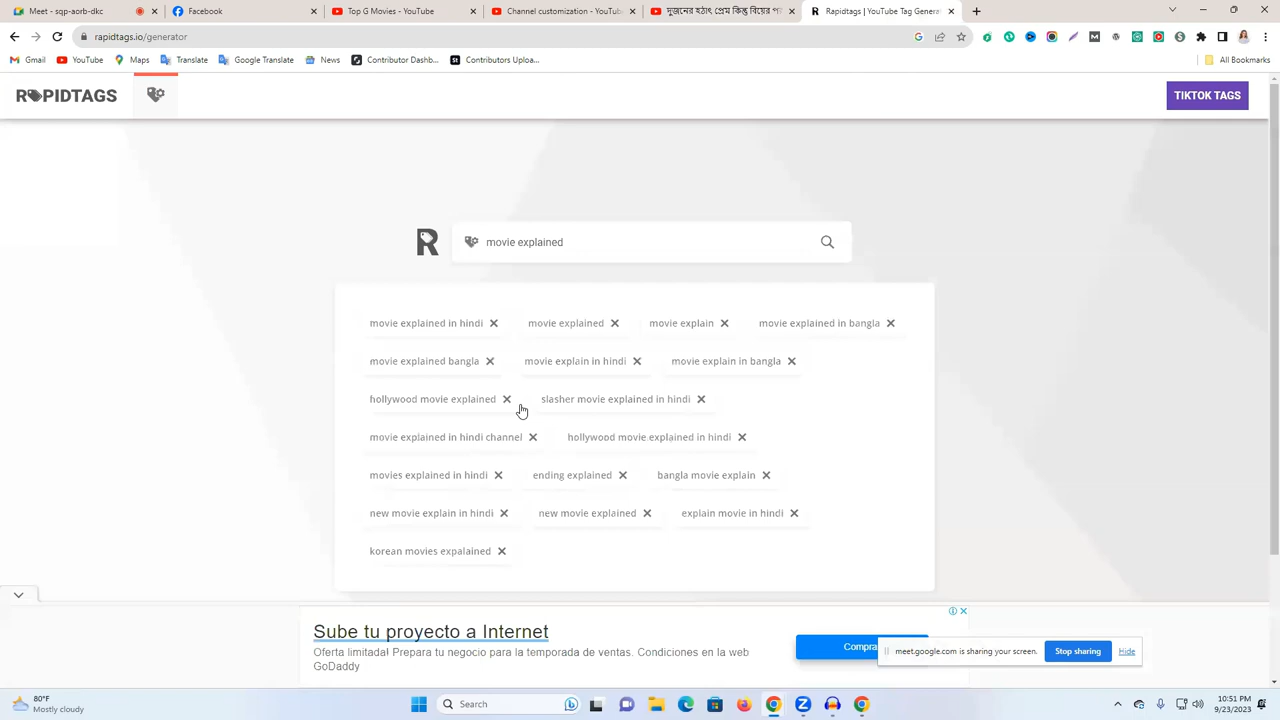 Meet - sqp-aorb-dkc
Facebook
Top G Movies - YouTube
Channel customization - YouTub
দুজনের হঠাৎ প্রেম কিন্তু বিয়ের পর
Rapidtags | YouTube Tag Genera
rapidtags.io/generator
Gmail
YouTube
Maps
Translate
Google Translate
News
Contributor Dashb...
Contributors Uploa...
All Bookmarks
RAPIDTAGS
TIKTOK TAGS
R movie explained
movie explained in hindi
movie explained
movie explain
movie explained in bangla
movie explained bangla
movie explain in hindi
movie explain in bangla
hollywood movie explained
slasher movie explained in hindi
movie explained in hindi channel
hollywood movie explained in hindi
movies explained in hindi
ending explained
bangla movie explain
new movie explain in hindi
new movie explained
explain movie in hindi
korean movies expalained
Sube tu proyecto a Internet
Oferta limitada! Prepara tu negocio para la temporada de ventas. Condiciones en la web
GoDaddy
Compra
meet.google.com is sharing your screen.
Stop sharing
Hide
80°F
Mostly cloudy
Search
10:51 PM
9/23/2023